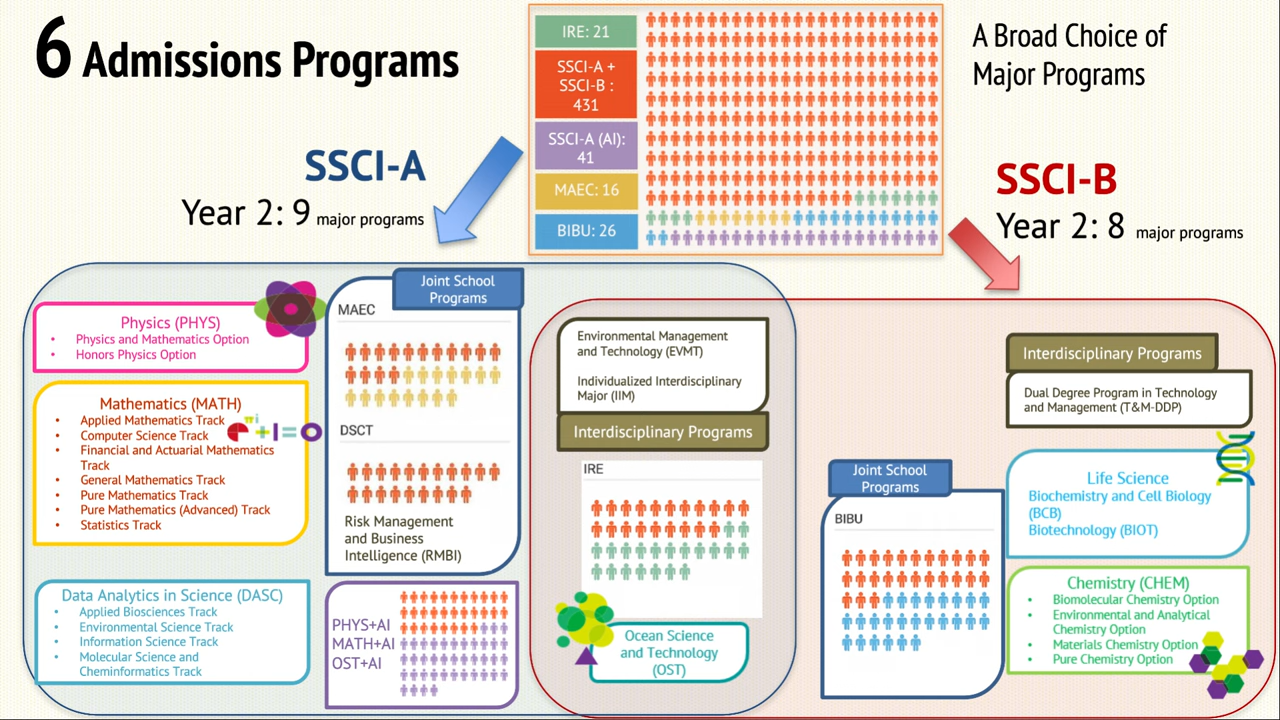 6 Admissions Programs
IRE: 21
SSCI-A +
SSCI-B :
431
SSCI-A (AI):
41
MAEC: 16
BIBU: 26
A Broad Choice of
Major Programs
SSCI-A
Year 2: 9 major programs
SSCI-B
Year 2: 8 major programs
Physics (PHYS)
• Physics and Mathematics Option
• Honors Physics Option
Mathematics (MATH)
• Applied Mathematics Track
• Computer Science Track
• Financial and Actuarial Mathematics
Track
• General Mathematics Track
• Pure Mathematics Track
• Pure Mathematics (Advanced) Track
• Statistics Track
e πi +1=0
Data Analytics in Science (DASC)
• Applied Biosciences Track
• Environmental Science Track
• Information Science Track
• Molecular Science and
Cheminformatics Track
Joint School
Programs
MAEC
DSCT
Risk Management
and Business
Intelligence (RMBI)
PHYS+AI
MATH+AI
OST+AI
Environmental Management
and Technology (EVMT)
Individualized Interdisciplinary
Major (IIM)
Interdisciplinary Programs
IRE
Ocean Science
and Technology
(OST)
Joint School
Programs
BIBU
Interdisciplinary Programs
Dual Degree Program in Technology
and Management (T&M-DDP)
Life Science
Biochemistry and Cell Biology
(BCB)
Biotechnology (BIOT)
Chemistry (CHEM)
• Biomolecular Chemistry Option
• Environmental and Analytical
Chemistry Option
• Materials Chemistry Option
• Pure Chemistry Option